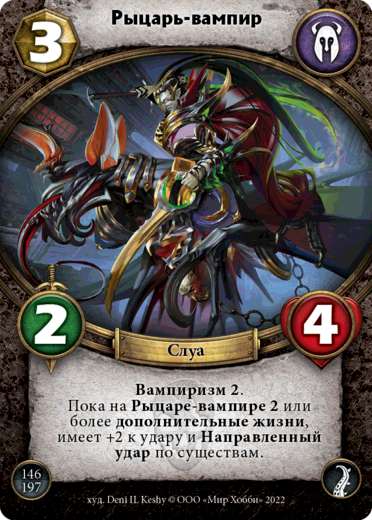 Рыцарь-вампир
3
2
4
Слуа
Вампиризм 2.
Пока на Рыцаре-вампире 2 или
более дополнительные жизни,
имеет +2 к удару и Направленный
удар по существам.
146
197
худ. Deni II, Keshy © ООО «Мир Хобби» 2022